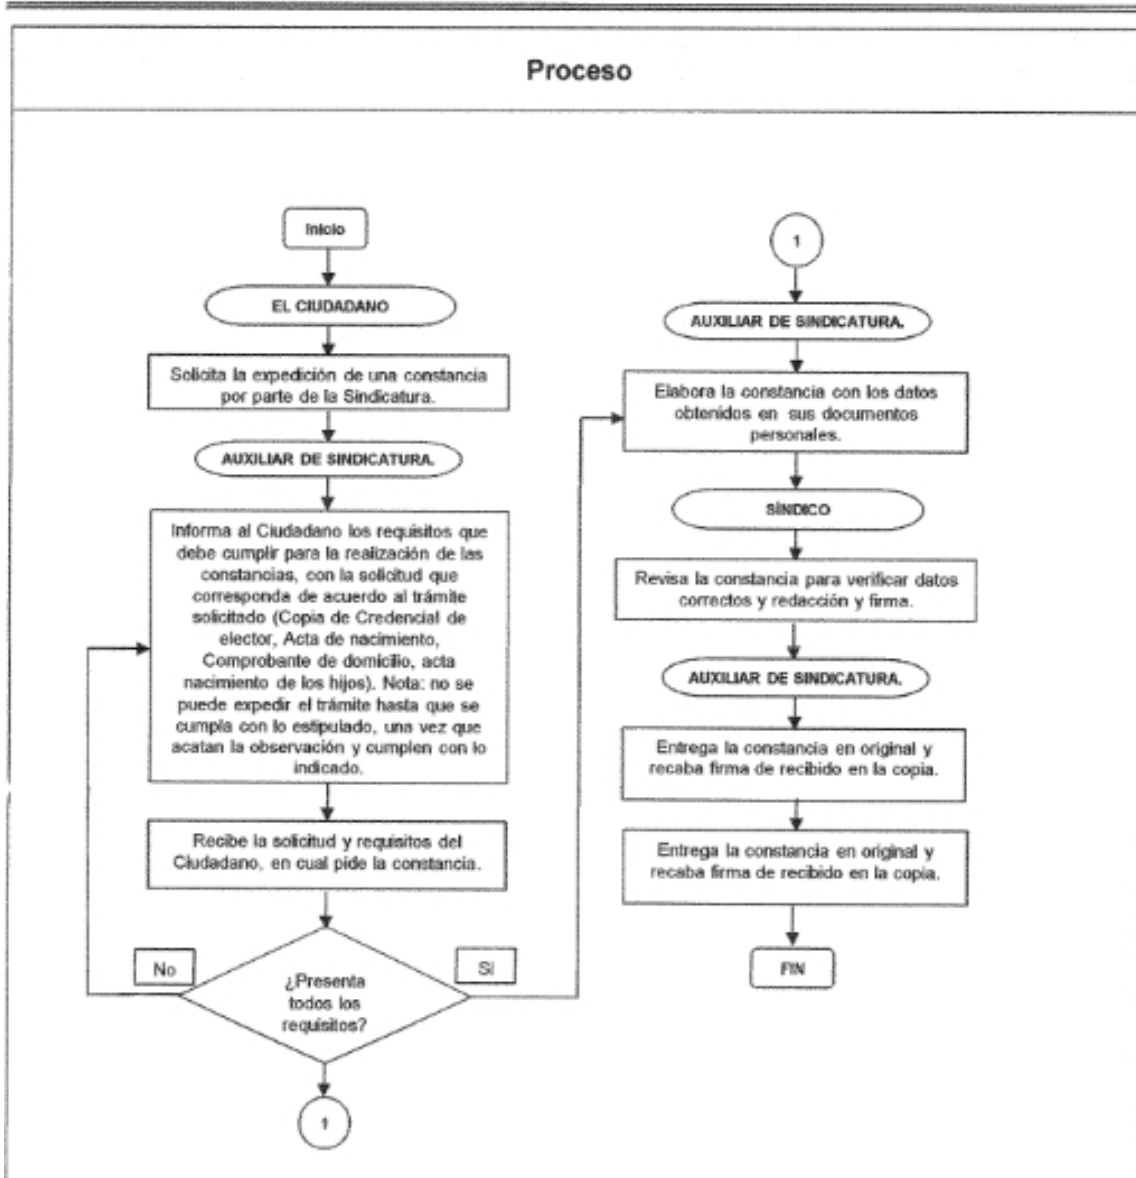 Proceso
Inicio
EL CIUDADANO
Solicita la expedición de una constancia
por parte de la Sindicatura.
AUXILIAR DE SINDICATURA.
Informa al Ciudadano los requisitos que
debe cumplir para la realización de las
constancias, con la solicitud que
corresponda de acuerdo al trámite
solicitado (Copia de Credencial de
elector, Acta de nacimiento,
Comprobante de domicilio, acta
nacimiento de los hijos). Nota: no se
puede expedir el trámite hasta que se
cumpla con lo estipulado, una vez que
acatan la observación y cumplen con lo
indicado.
Recibe la solicitud y requisitos del
Ciudadano, en cual pide la constancia.
No
Si
¿Presenta
todos los
requisitos?
1
1
AUXILIAR DE SINDICATURA.
Elabora la constancia con los datos
obtenidos en sus documentos
personales.
SÍNDICO
Revisa la constancia para verificar datos
correctos y redacción y firma.
AUXILIAR DE SINDICATURA.
Entrega la constancia en original y
recaba firma de recibido en la copia.
Entrega la constancia en original y
recaba firma de recibido en la copia.
FIN